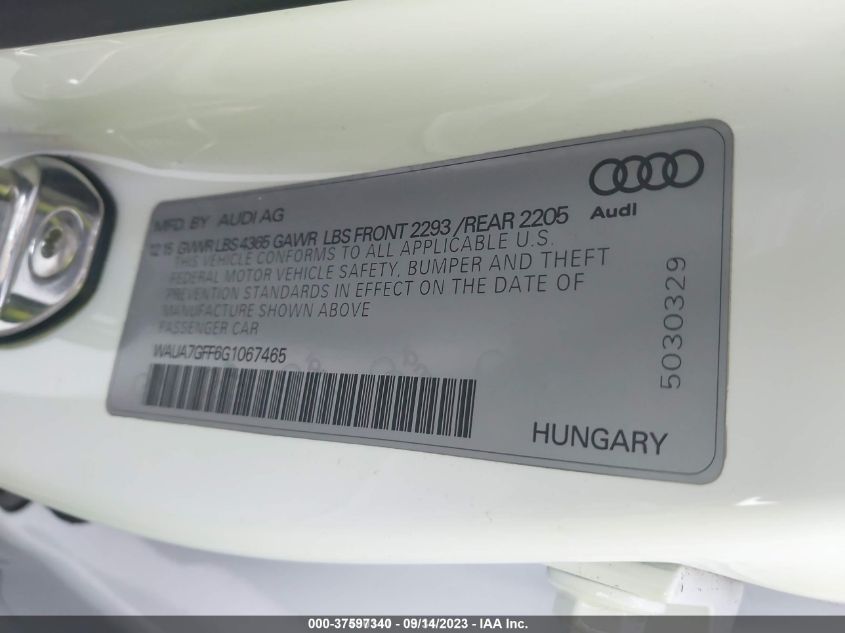 Audi
MFD. BY AUDI AG
12.15 GVWR LBS 4365 GAWR LBS FRONT 2293 /REAR 2205
THIS VEHICLE CONFORMS TO ALL APPLICABLE U.S.
FEDERAL MOTOR VEHICLE SAFETY, BUMPER AND THEFT
PREVENTION STANDARDS IN EFFECT ON THE DATE OF
MANUFACTURE SHOWN ABOVE
PASSENGER CAR
WAUA7GFF6G1067465
5030329
HUNGARY
000-37597340 - 09/14/2023 - IAA Inc.